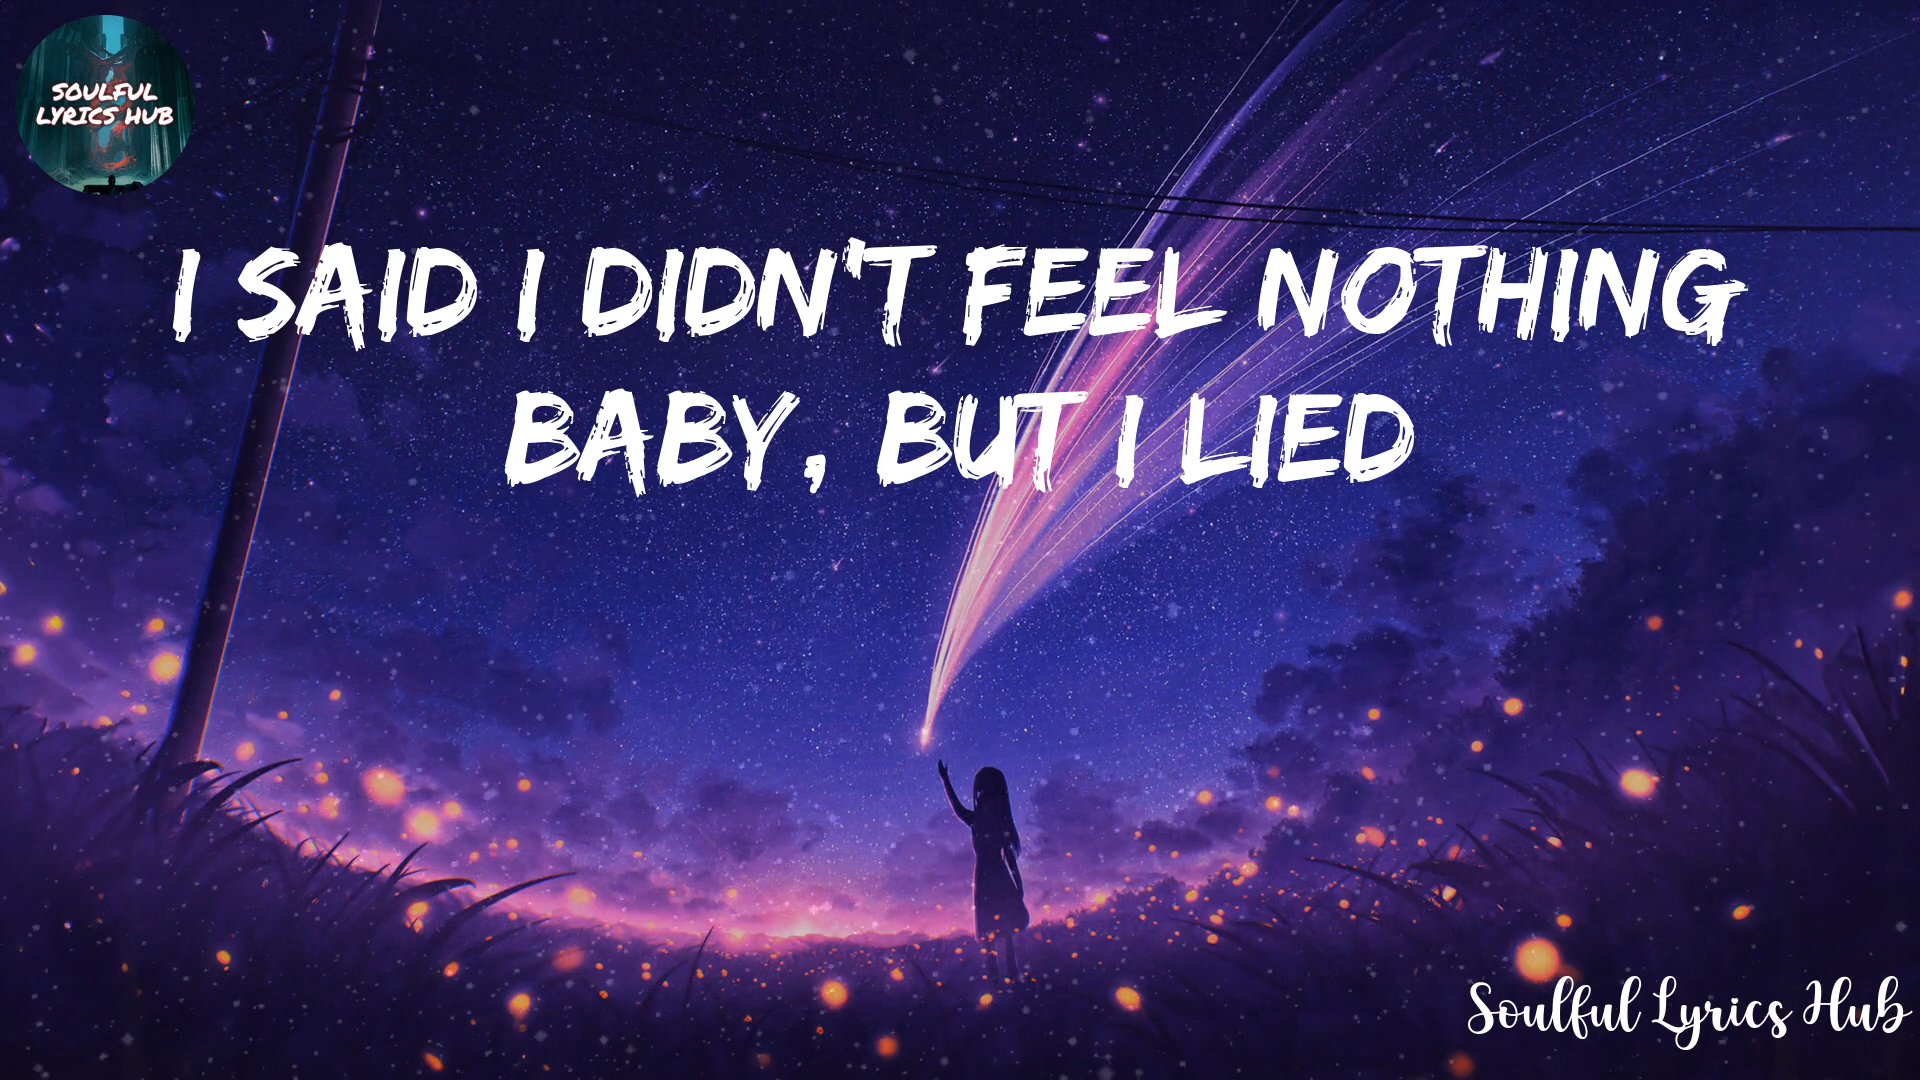 SOULFUL
LYRICS HUB
I SAID I DIDN'T FEEL NOTHING
BABY, BUT I LIED
Soulful Lyrics Hub